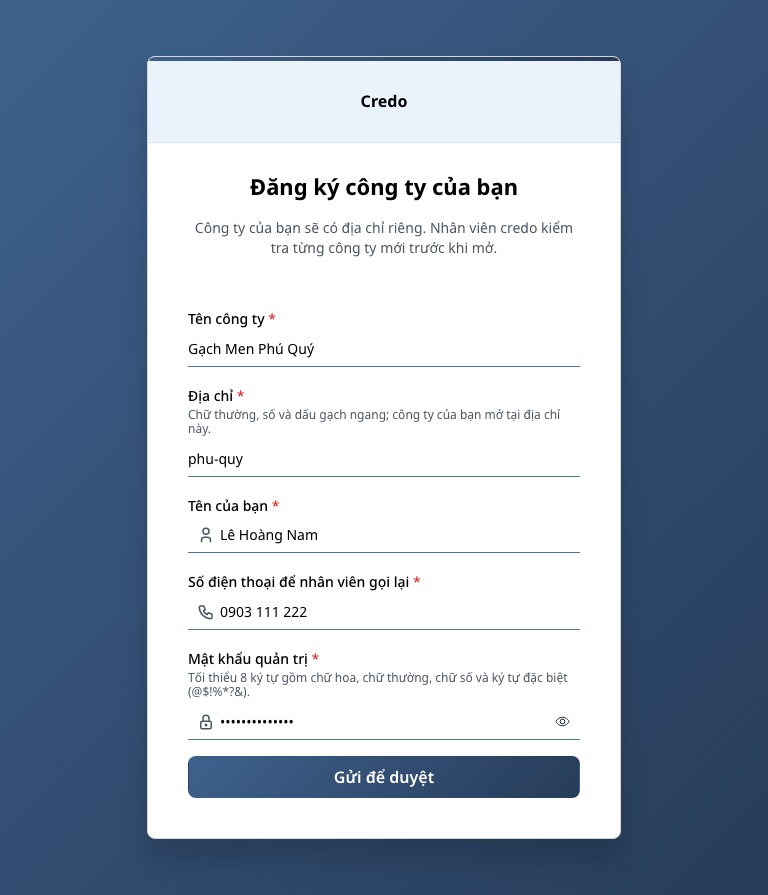 Credo
Đăng ký công ty của bạn
Công ty của bạn sẽ có địa chỉ riêng. Nhân viên credo kiểm
tra từng công ty mới trước khi mở.
Tên công ty *
Gạch Men Phú Quý
Địa chỉ *
Chữ thường, số và dấu gạch ngang; công ty của bạn mở tại địa chỉ
này.
phu-quy
Tên của bạn *
Lê Hoàng Nam
Số điện thoại để nhân viên gọi lại *
0903 111 222
Mật khẩu quản trị *
Tối thiểu 8 ký tự gồm chữ hoa, chữ thường, chữ số và ký tự đặc biệt
(@$!%*?&).
••••••••••••••
Gửi để duyệt